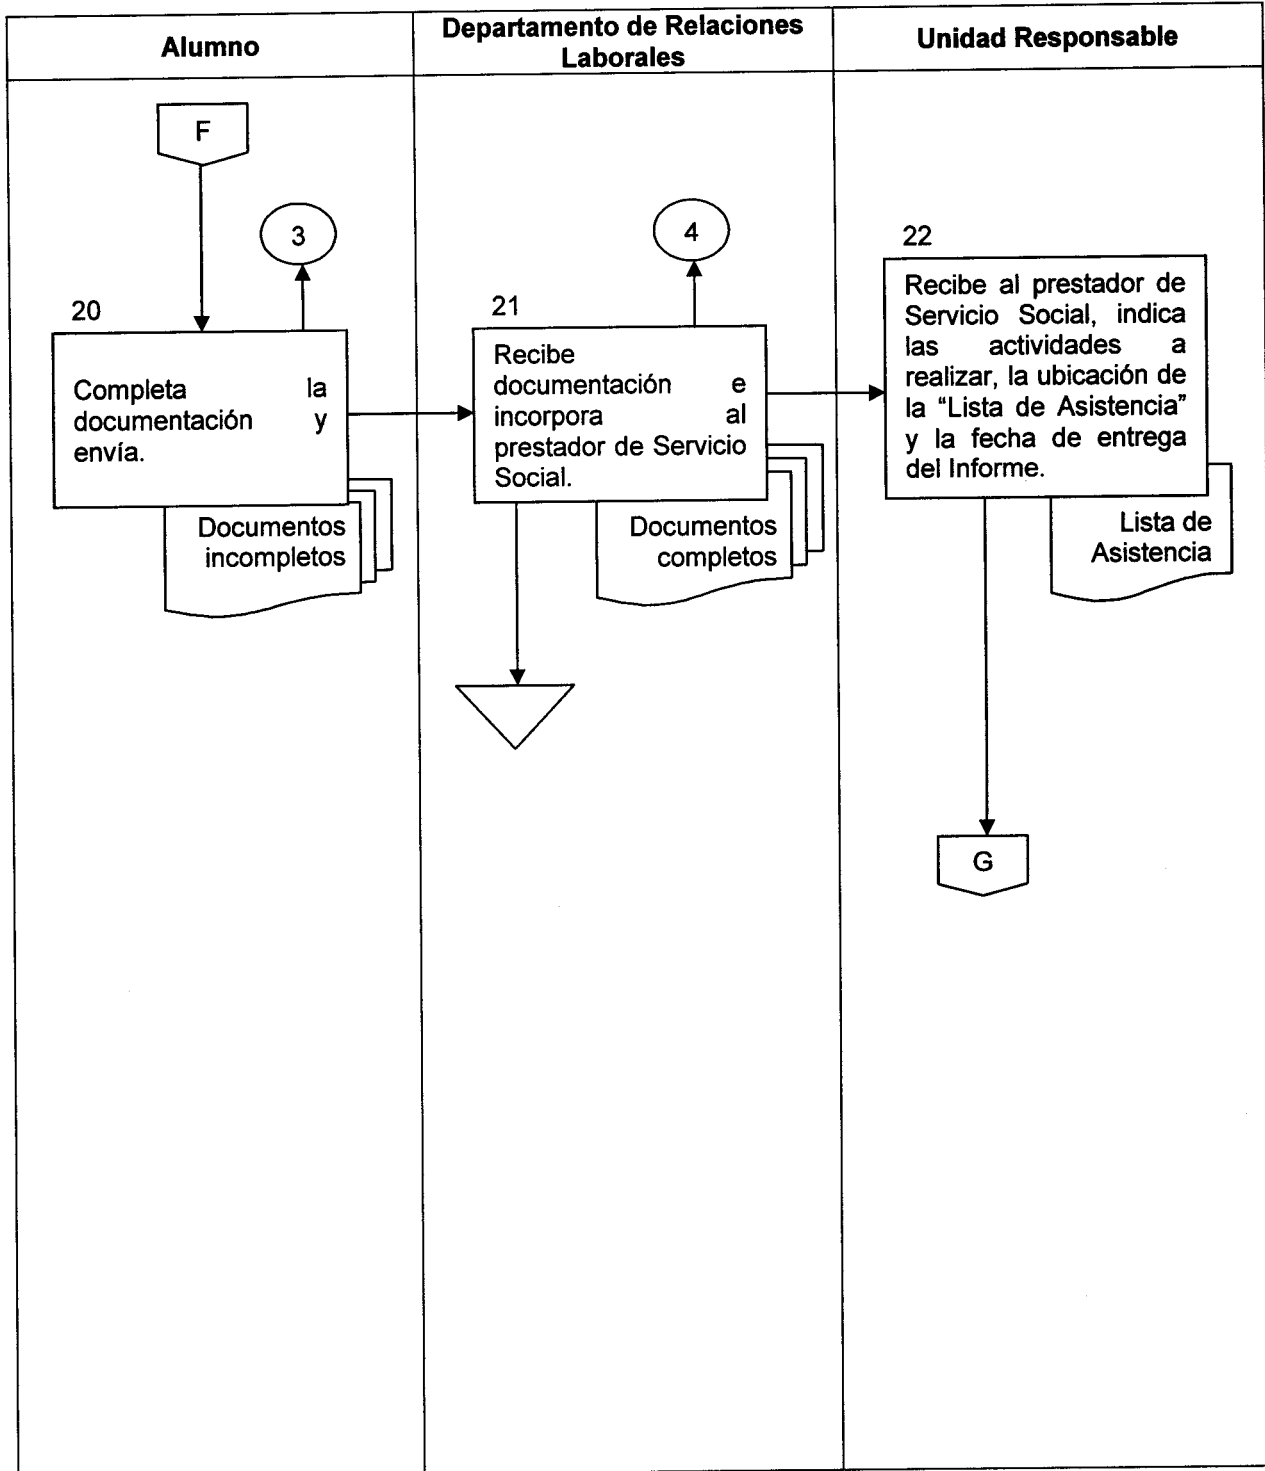 Alumno
Departamento de Relaciones
Laborales
Unidad Responsable
F
3
20
Completa la
documentación y
envía.
Documentos
incompletos
4
21
Recibe
documentación e
incorpora al
prestador de Servicio
Social.
Documentos
completos
22
Recibe al prestador de
Servicio Social, indica
las actividades a
realizar, la ubicación de
la “Lista de Asistencia”
y la fecha de entrega
del Informe.
Lista de
Asistencia
G